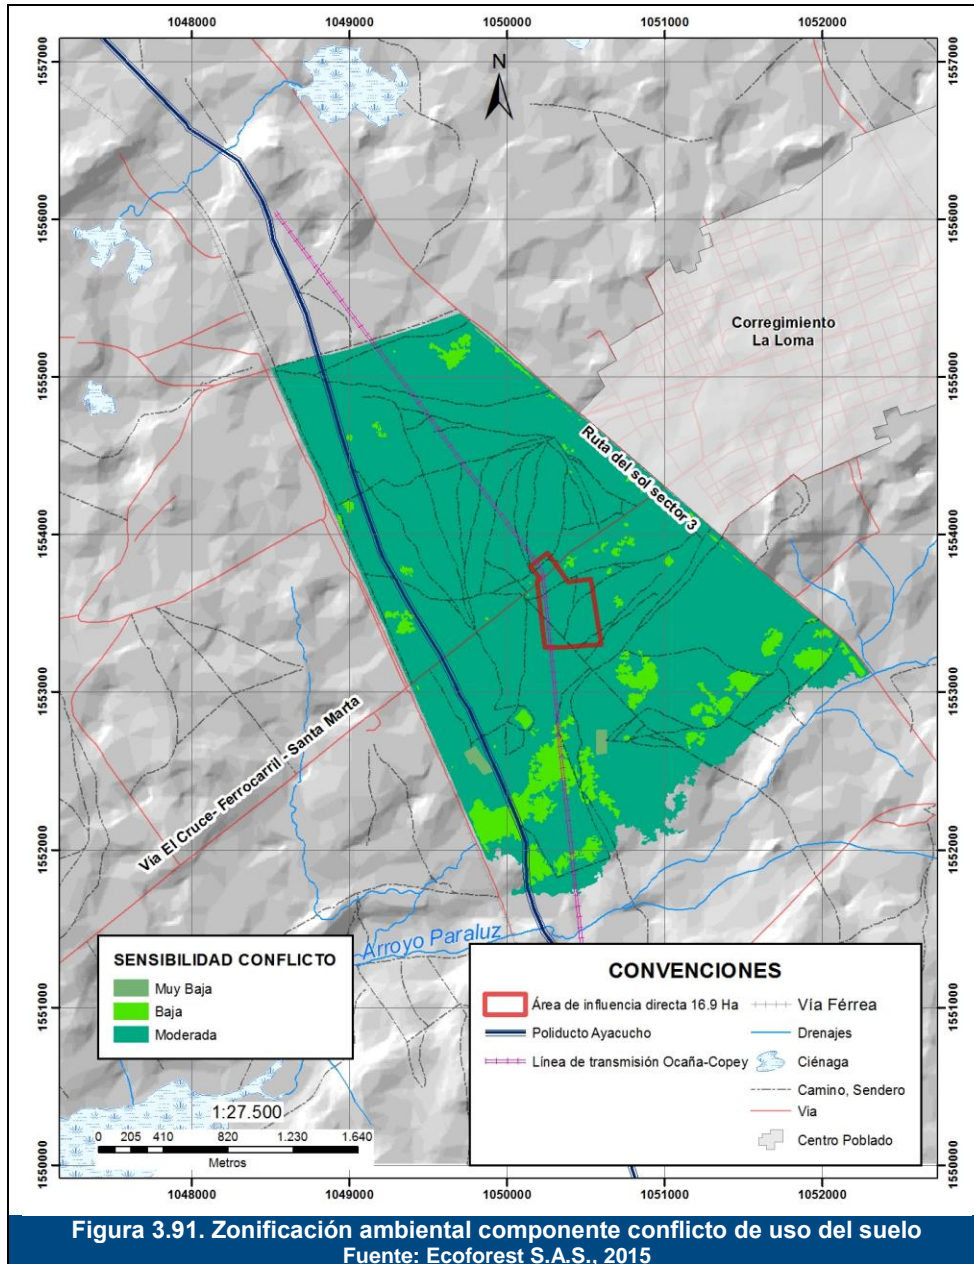 1048000 1049000 1050000 1051000 1052000
1557000 1557000
N
1556000 1556000
Corregimiento
La Loma
1555000 1555000
Ruta del sol sector 3
1554000 1554000
1553000 1553000
Via El Cruce- Ferrocarril - Santa Marta
1552000 1552000
Arroyo Paraluz
SENSIBILIDAD CONFLICTO
Muy Baja
Baja
Moderada
CONVENCIONES
Área de influencia directa 16.9 Ha
Poliducto Ayacucho
Línea de transmisión Ocaña-Copey
Vía Férrea
Drenajes
Ciénaga
Camino, Sendero
Via
Centro Poblado
1551000 1551000
1:27.500
0 205 410 820 1.230 1.640
Metros
1550000 1550000
1048000 1049000 1050000 1051000 1052000
Figura 3.91. Zonificación ambiental componente conflicto de uso del suelo
Fuente: Ecoforest S.A.S., 2015